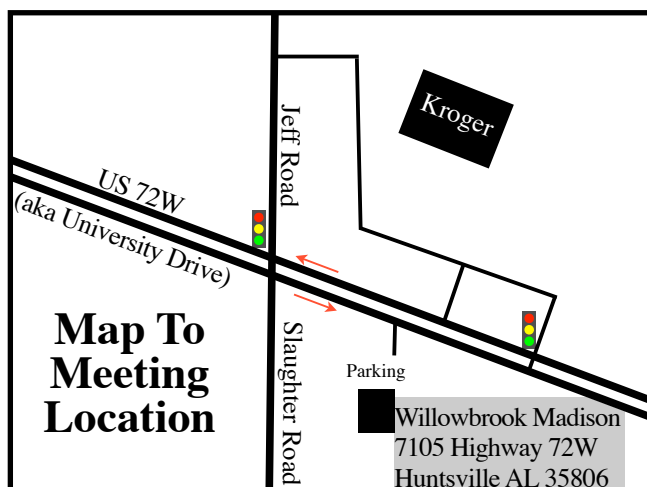 Kroger
Jeff Road
US 72W
(aka University Drive)
Map To
Meeting
Location
Slaughter Road
Parking
Willowbrook Madison
7105 Highway 72W
Huntsville AL 35806